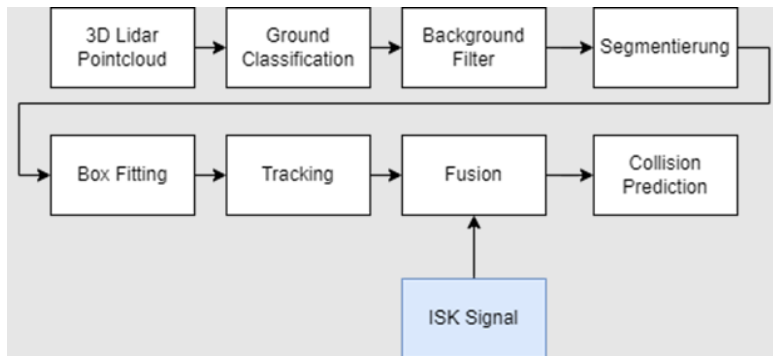 3D Lidar
Pointcloud
Ground
Classification
Background
Filter
Segmentierung
Box Fitting
Tracking
Fusion
Collision
Prediction
ISK Signal